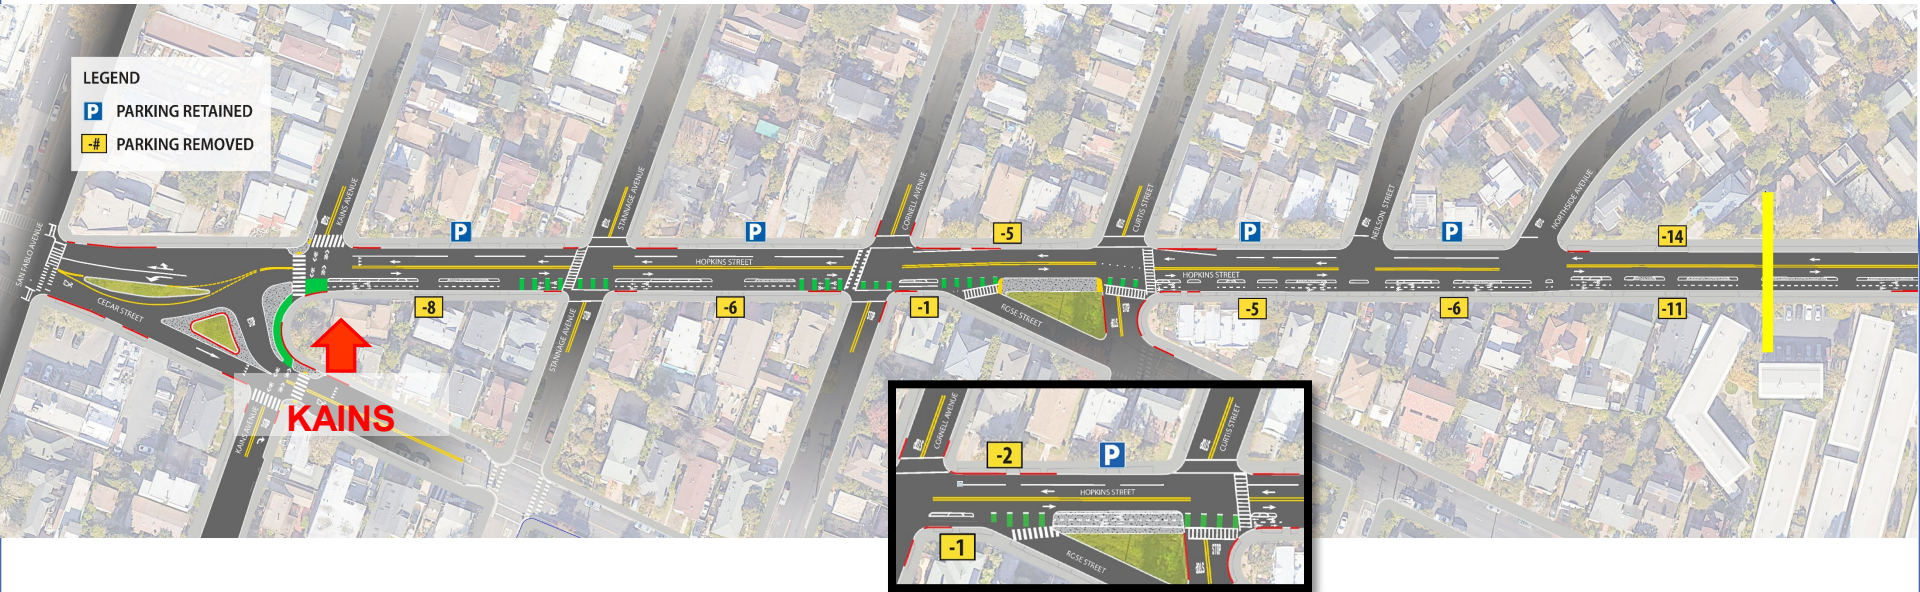 LEGEND
P PARKING RETAINED
-# PARKING REMOVED
SAN PABLO AVENUE
CEDAR STREET
KAINS AVENUE
KAINS AVENUE
KAINS
P
-8
STANNAGE AVENUE
STANNAGE AVENUE
P
HOPKINS STREET
-6
CORNELL AVENUE
-5
-1
ROSE STREET
CURTIS STREET
P
HOPKINS STREET
-5
NEILSON STREET
P
-6
NORTHSIDE AVENUE
-14
-11
CORNELL AVENUE
-2
P
CURTIS STREET
HOPKINS STREET
-1
ROSE STREET
STOP